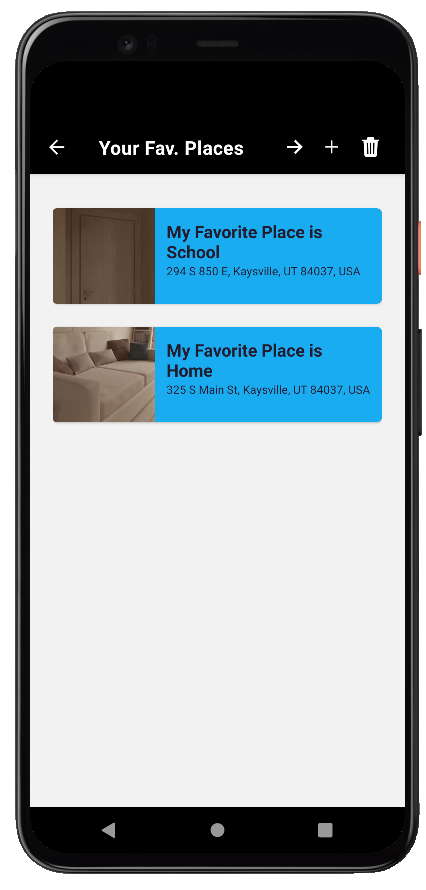 Your Fav. Places
My Favorite Place is
School
294 S 850 E, Kaysville, UT 84037, USA
My Favorite Place is
Home
325 S Main St, Kaysville, UT 84037, USA